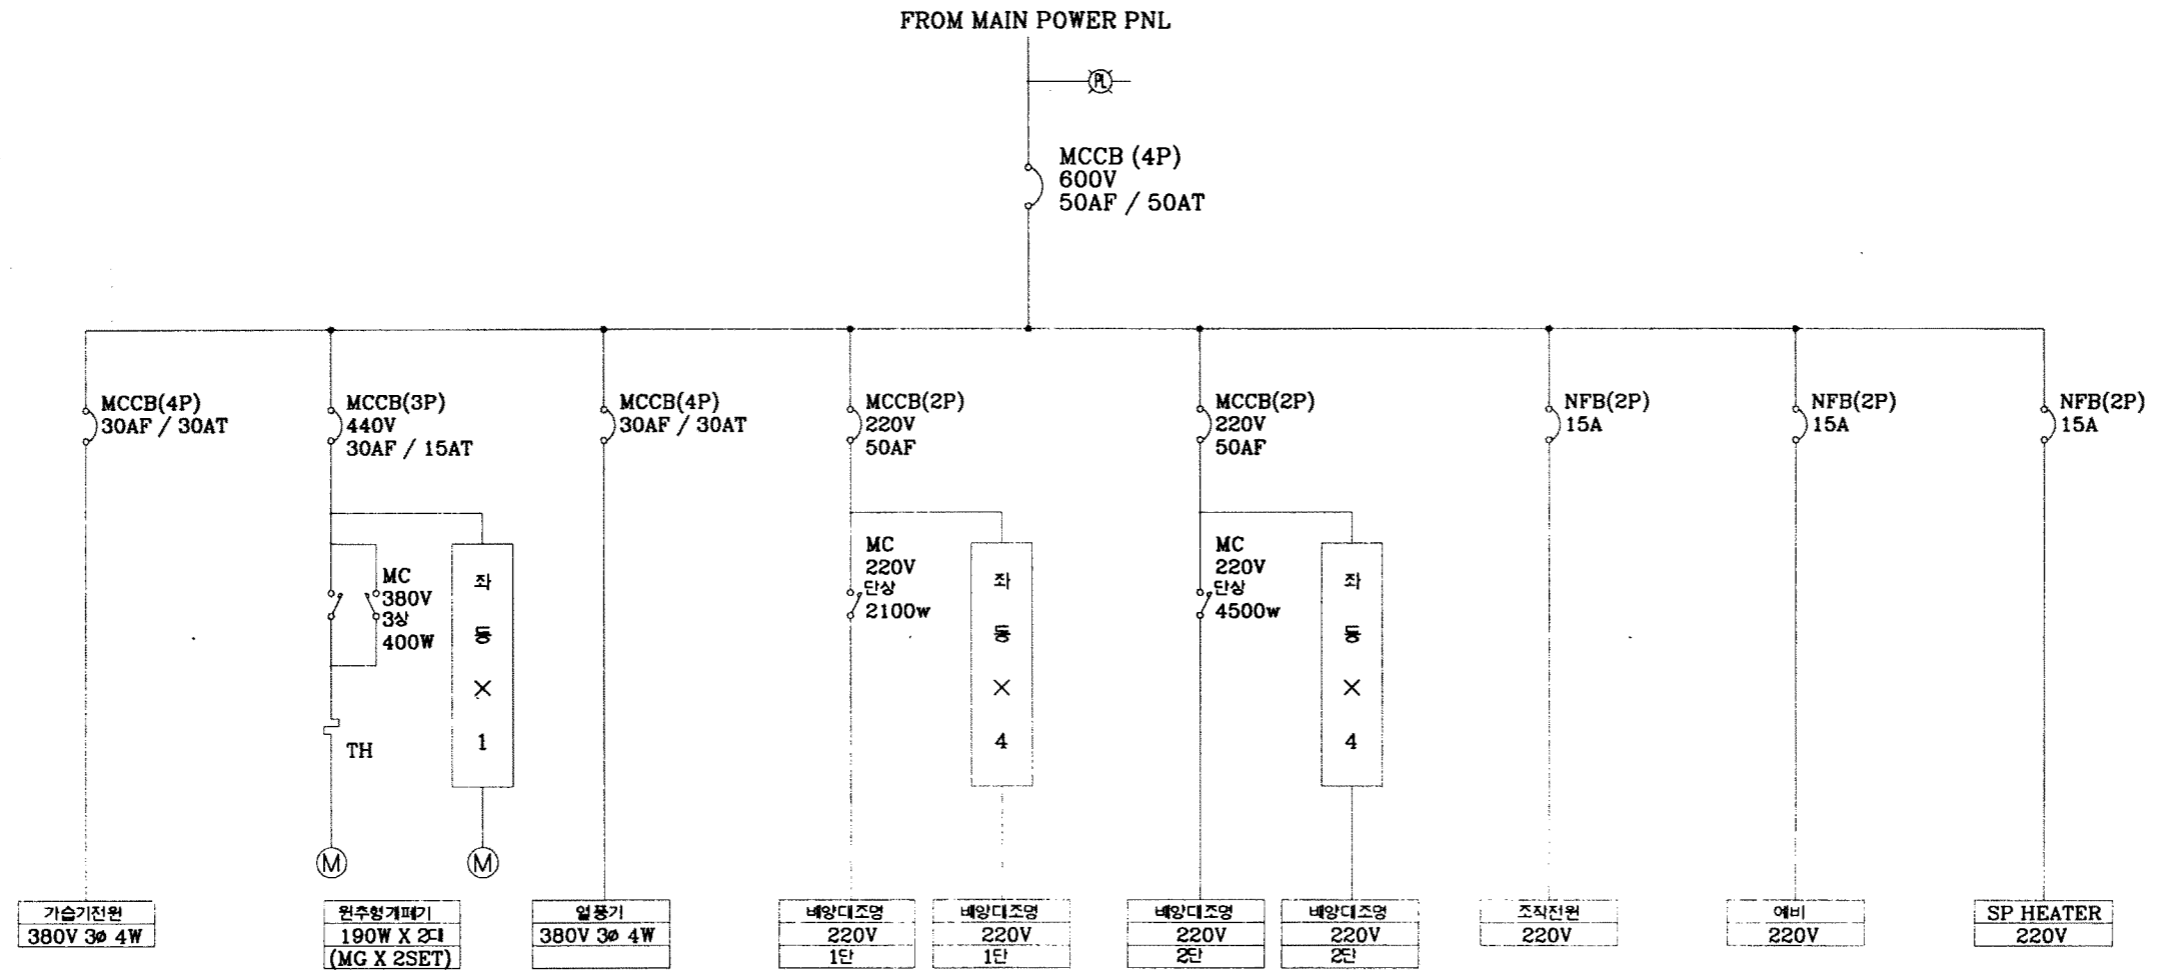 FROM MAIN POWER PNL
PL
MCCB (4P)
600V
50AF / 50AT
MCCB(4P)
30AF / 30AT
MCCB(3P)
440V
30AF / 15AT
MCCB(4P)
30AF / 30AT
MCCB(2P)
220V
50AF
MCCB(2P)
220V
50AF
NFB(2P)
15A
NFB(2P)
15A
NFB(2P)
15A
MC
380V
3상
400W
좌
동
X
1
MC
220V
단상
2100w
좌
동
X
4
MC
220V
단상
4500w
좌
동
X
4
TH
M
M
가습기전원
380V 3ø 4W
원추형개폐기
190W X 2대
(MG X 2SET)
열풍기
380V 3ø 4W
배양대조명
220V
1단
배양대조명
220V
1단
배양대조명
220V
2단
배양대조명
220V
2단
조작전원
220V
예비
220V
SP HEATER
220V